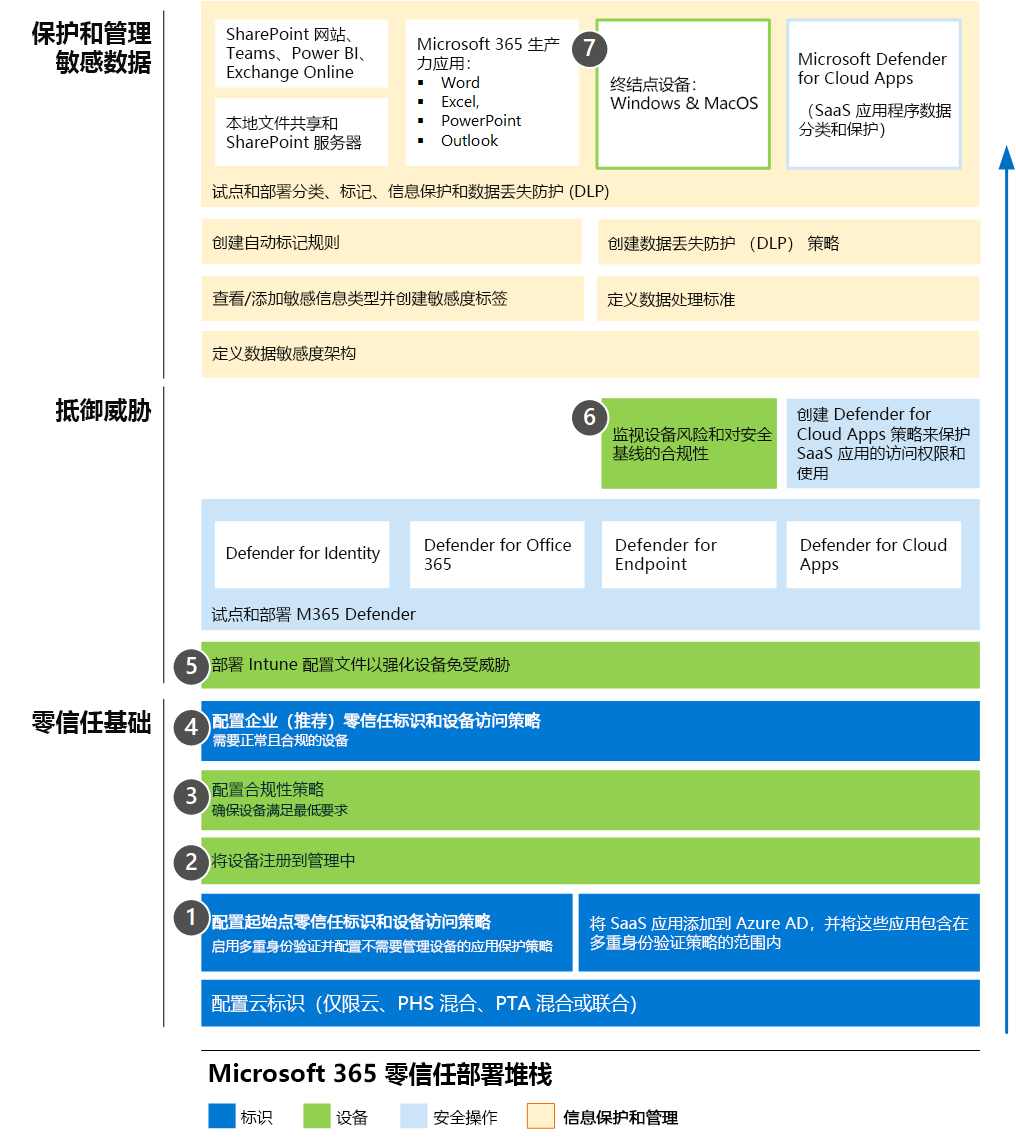 保护和管理
敏感数据
SharePoint 网站、
Teams、Power BI、
Exchange Online
本地文件共享和
SharePoint 服务器
Microsoft 365 生产
力应用：
▪ Word
▪ Excel,
▪ PowerPoint
▪ Outlook
7
终结点设备：
Windows & MacOS
Microsoft Defender
for Cloud Apps
（SaaS 应用程序数据
分类和保护）
试点和部署分类、标记、信息保护和数据丢失防护 (DLP)
创建自动标记规则
创建数据丢失防护 （DLP） 策略
查看/添加敏感信息类型并创建敏感度标签
定义数据处理标准
定义数据敏感度架构
抵御威胁
6
监视设备风险和对安全
基线的合规性
创建 Defender for
Cloud Apps 策略来保护
SaaS 应用的访问权限和
使用
Defender for Identity
Defender for Office
365
Defender for
Endpoint
Defender for Cloud
Apps
试点和部署 M365 Defender
5
部署 Intune 配置文件以强化设备免受威胁
零信任基础
4
配置企业（推荐）零信任标识和设备访问策略
需要正常且合规的设备
3
配置合规性策略
确保设备满足最低要求
2
将设备注册到管理中
1
配置起始点零信任标识和设备访问策略
启用多重身份验证并配置不需要管理设备的应用保护策略
将 SaaS 应用添加到 Azure AD，并将这些应用包含在
多重身份验证策略的范围内
配置云标识（仅限云、PHS 混合、PTA 混合或联合）
Microsoft 365 零信任部署堆栈
标识
设备
安全操作
信息保护和管理